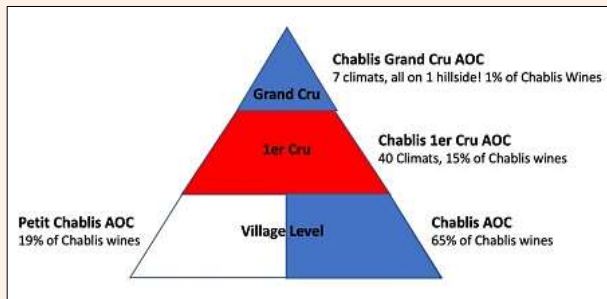 Chablis Grand Cru AOC
7 climats, all on 1 hillside! 1% of Chablis Wines
Grand Cru
Chablis 1er Cru AOC
40 Climats, 15% of Chablis wines
1er Cru
Petit Chablis AOC
19% of Chablis wines
Village Level
Chablis AOC
65% of Chablis wines